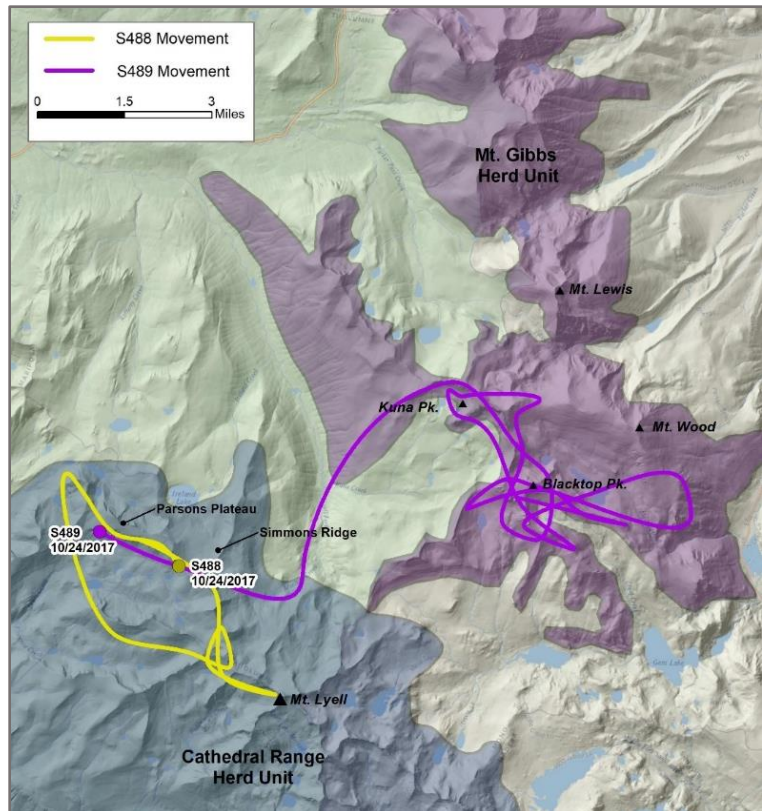 S488 Movement
S489 Movement
0 1.5 3
Miles
Mt. Gibbs
Herd Unit
Mt. Lewis
Kuna Pk.
Mt. Wood
Blacktop Pk.
Parsons Plateau
Simmons Ridge
S489
10/24/2017
S488
10/24/2017
Mt. Lyell
Cathedral Range
Herd Unit